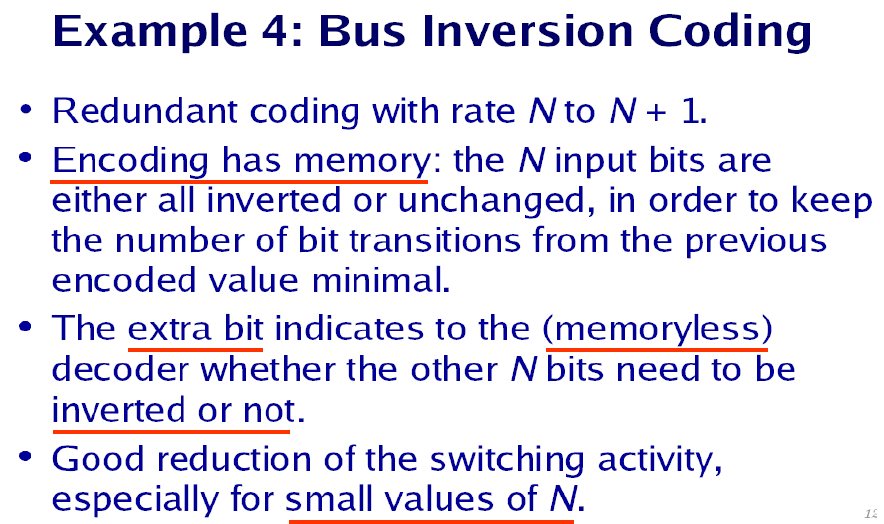 Example 4: Bus Inversion Coding
• Redundant coding with rate N to N + 1.
• Encoding has memory: the N input bits are
either all inverted or unchanged, in order to keep
the number of bit transitions from the previous
encoded value minimal.
• The extra bit indicates to the (memoryless)
decoder whether the other N bits need to be
inverted or not.
• Good reduction of the switching activity,
especially for small values of N.